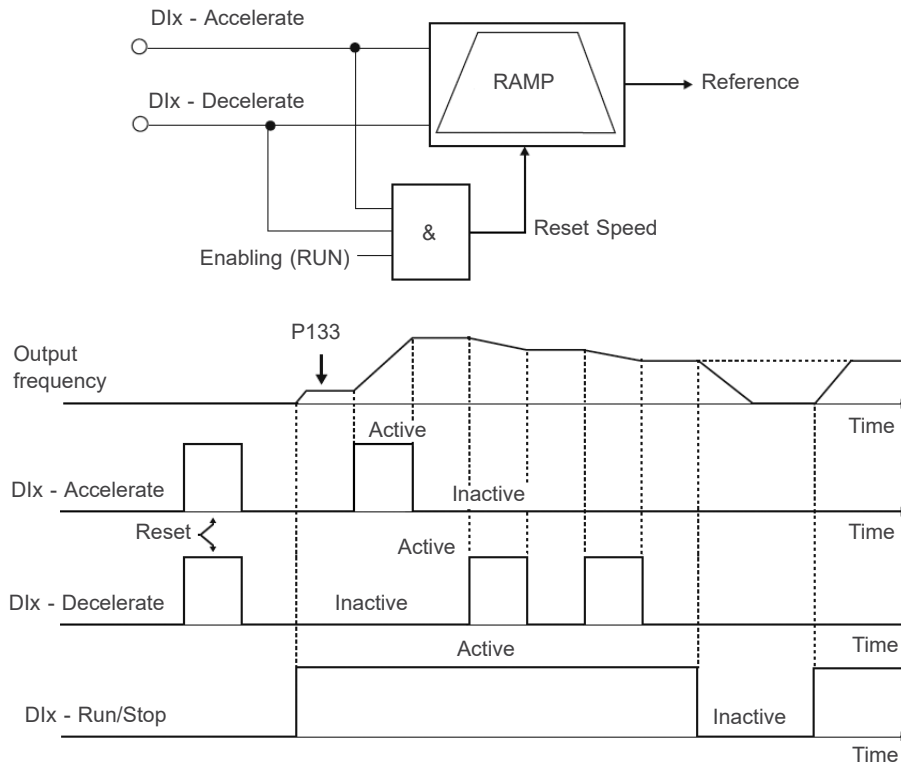 DIx - Accelerate
RAMP
Reference
DIx - Decelerate
&
Reset Speed
Enabling (RUN)
P133
Output
frequency
Time
Active
DIx - Accelerate
Inactive
Reset
Time
Active
DIx - Decelerate
Inactive
Time
Active
DIx - Run/Stop
Inactive
Time